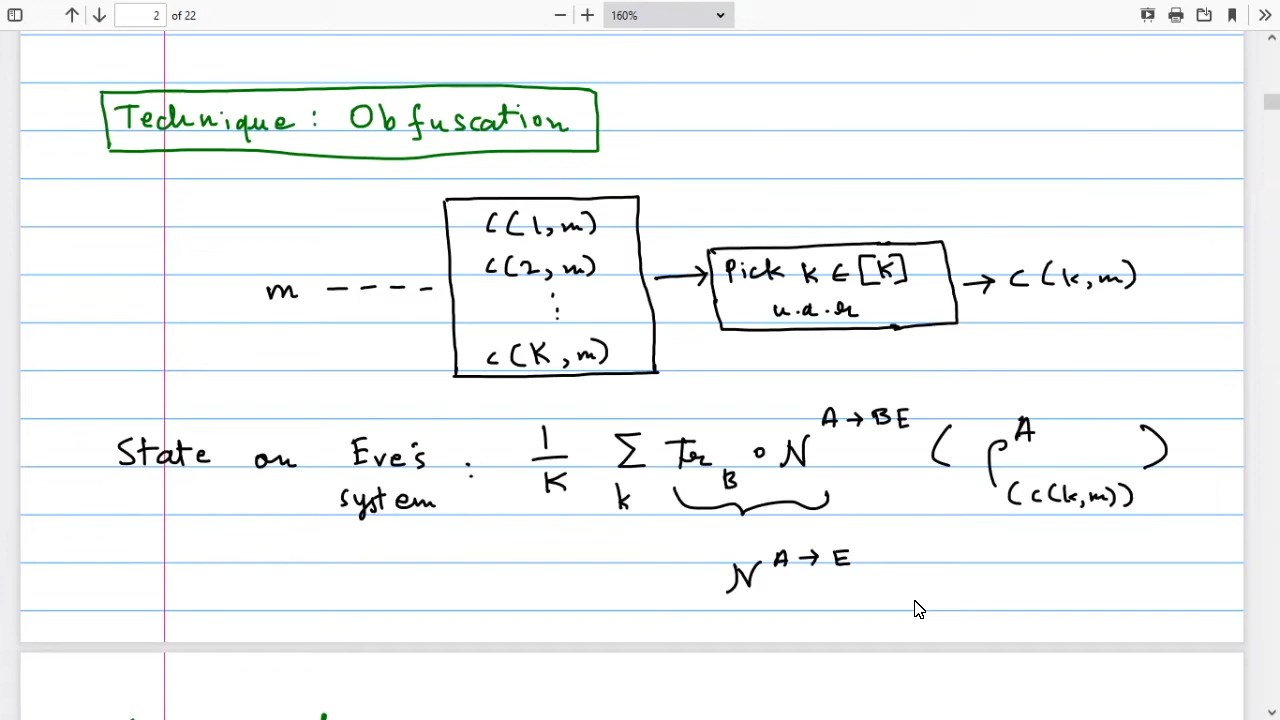 2 of 22 160%
Technique: Obfuscation
c(1,m)
c(2,m)
⋮
c(K,m)
m - - - -
→ Pick k ∈ [K]
u.a.r
→ c(k,m)
State on Eve's system : 1/K Σ_k Tr_B ∘ N^{A→BE} ( ρ^A_{(c(k,m))} )
N^{A→E}